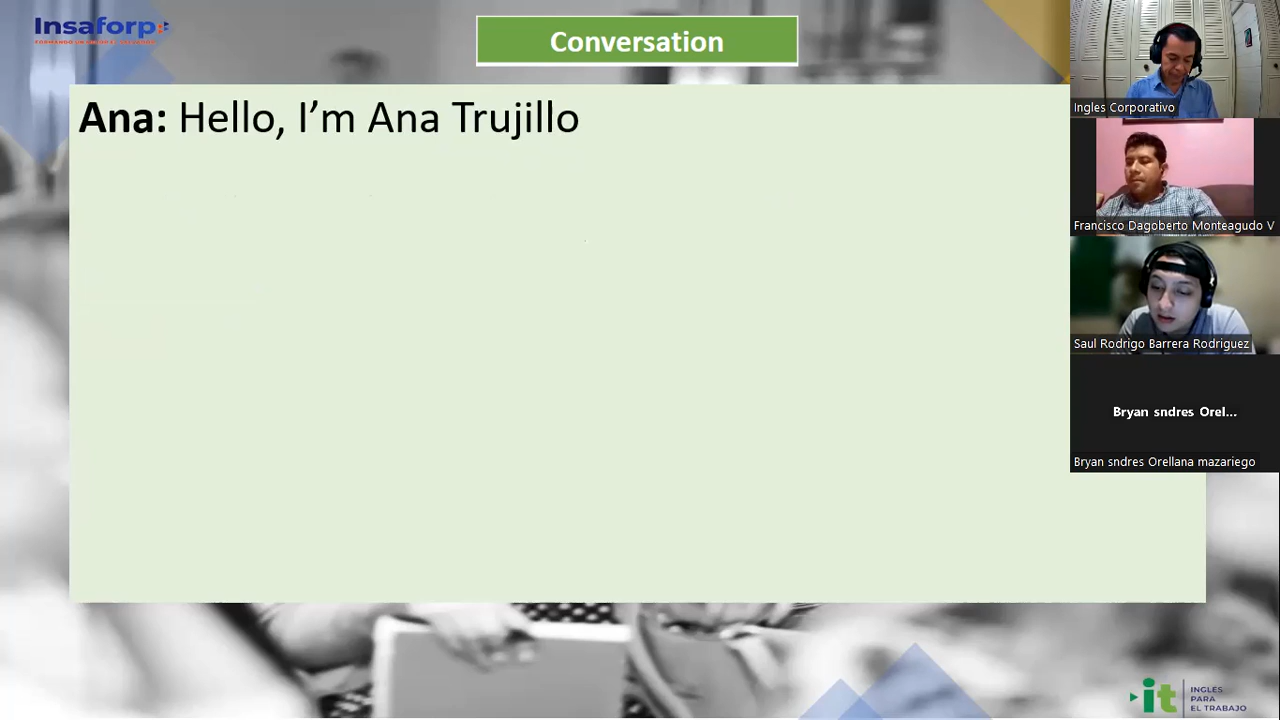 Insaforp
Conversation
Ana: Hello, I'm Ana Trujillo
Ingles Corporativo
Francisco Dagoberto Monteagudo V
Saul Rodrigo Barrera Rodriguez
Bryan sndres Orel...
Bryan sndres Orellana mazariego
it
INGLES
PARA
EL TRABAJO